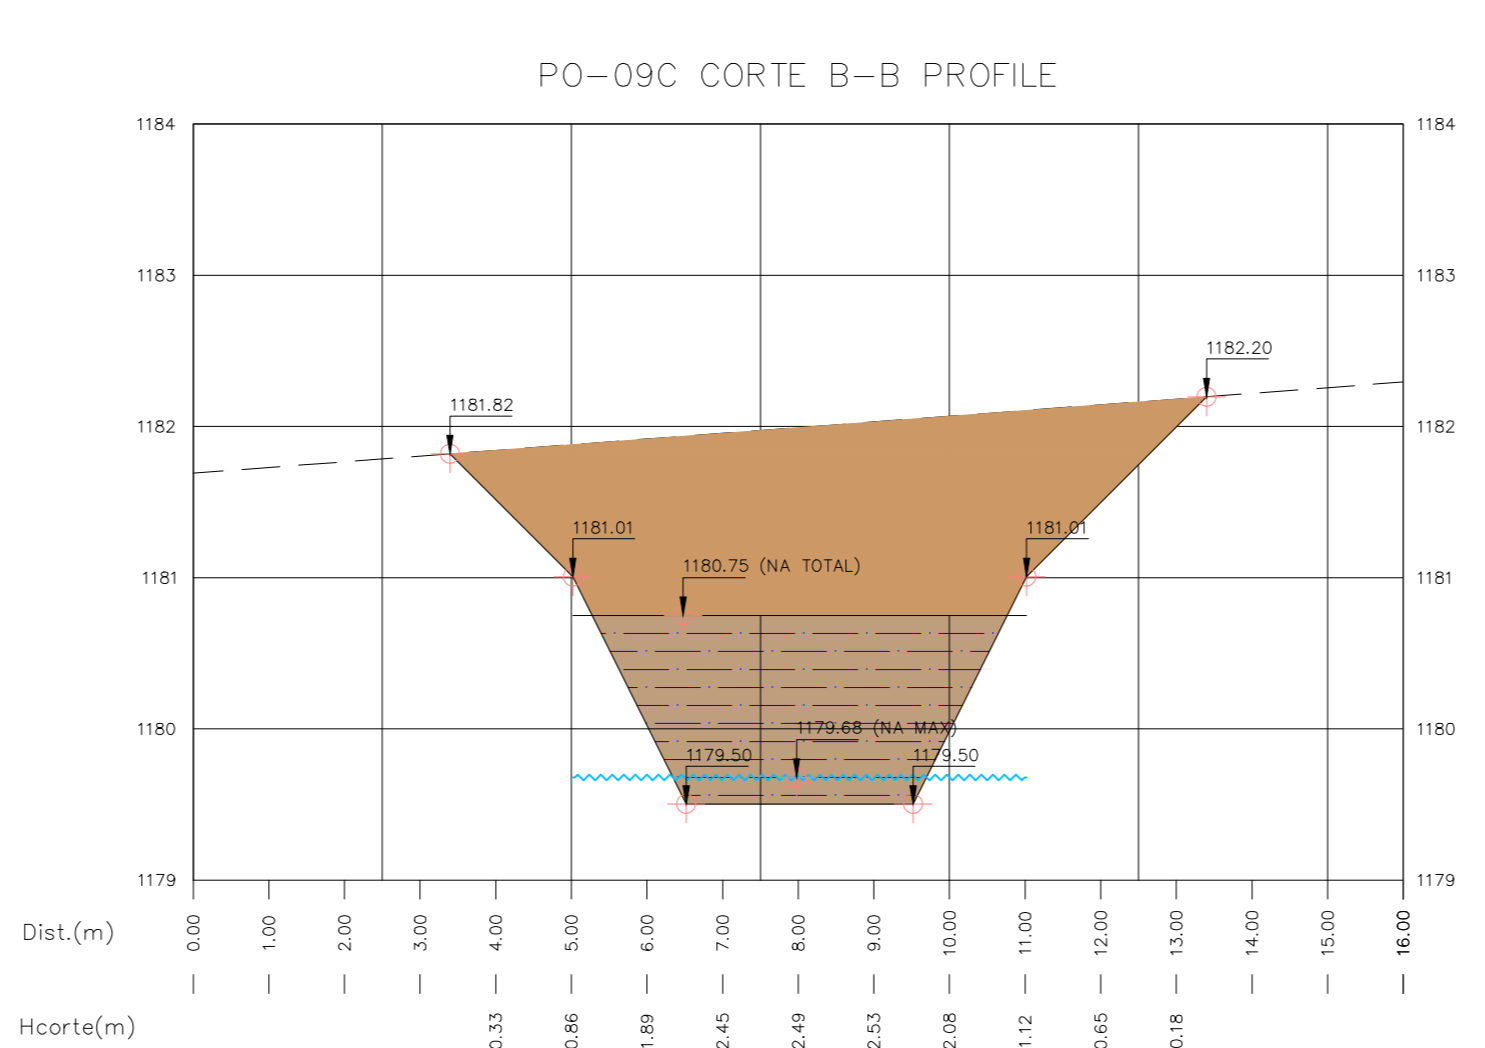 PO-09C CORTE B-B PROFILE
1184 1184
1183 1183
1182.20
1181.82
1182 1182
1181.01 1181.01
1180.75 (NA TOTAL)
1181 1181
1180 1179.68 (NA MAX) 1180
1179.50 1179.50
1179 1179
Dist.(m) 0.00 1.00 2.00 3.00 4.00 5.00 6.00 7.00 8.00 9.00 10.00 11.00 12.00 13.00 14.00 15.00 16.00
Hcorte(m) 0.33 0.86 1.89 2.45 2.49 2.53 2.08 1.12 0.65 0.18